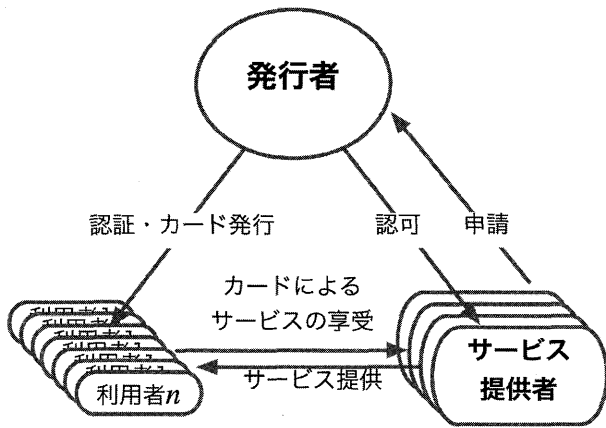 発行者
認証・カード発行
認可
申請
カードによる
サービスの享受
サービス提供
サービス
提供者
利用者n